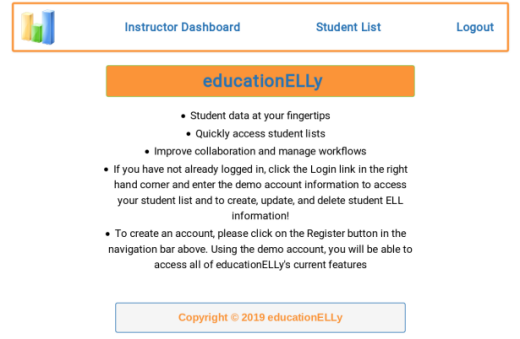 Instructor Dashboard Student List Logout
educationELLy
• Student data at your fingertips
• Quickly access student lists
• Improve collaboration and manage workflows
• If you have not already logged in, click the Login link in the right
hand corner and enter the demo account information to access
your student list and to create, update, and delete student ELL
information!
• To create an account, please click on the Register button in the
navigation bar above. Using the demo account, you will be able to
access all of educationELLy's current features
Copyright © 2019 educationELLy